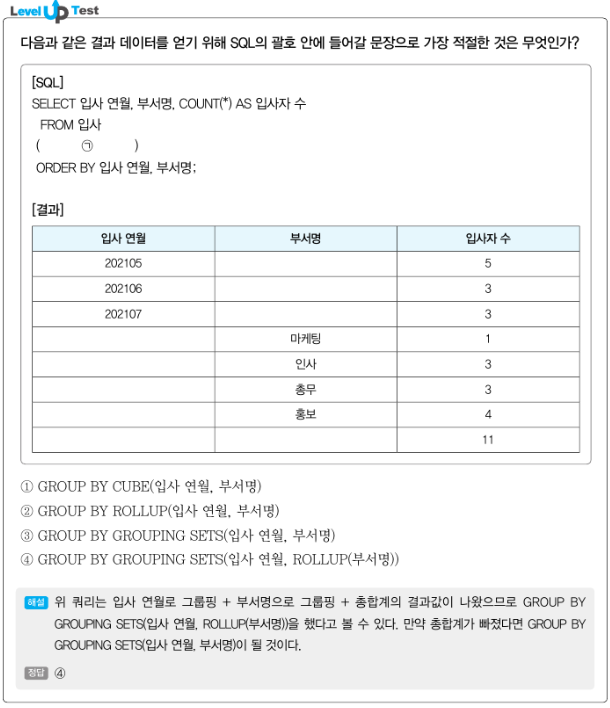 Level Up Test
다음과 같은 결과 데이터를 얻기 위해 SQL의 괄호 안에 들어갈 문장으로 가장 적절한 것은 무엇인가?
[SQL]
SELECT 입사 연월, 부서명, COUNT(*) AS 입사자 수
FROM 입사
( ㉠ )
ORDER BY 입사 연월, 부서명;
[결과]
입사 연월 부서명 입사자 수
202105 5
202106 3
202107 3
마케팅 1
인사 3
총무 3
홍보 4
11
① GROUP BY CUBE(입사 연월, 부서명)
② GROUP BY ROLLUP(입사 연월, 부서명)
③ GROUP BY GROUPING SETS(입사 연월, 부서명)
④ GROUP BY GROUPING SETS(입사 연월, ROLLUP(부서명))
해설 위 쿼리는 입사 연월로 그룹핑 + 부서명으로 그룹핑 + 총합계의 결과값이 나왔으므로 GROUP BY
GROUPING SETS(입사 연월, ROLLUP(부서명))을 했다고 볼 수 있다. 만약 총합계가 빠졌다면 GROUP BY
GROUPING SETS(입사 연월, 부서명)이 될 것이다.
정답 ④